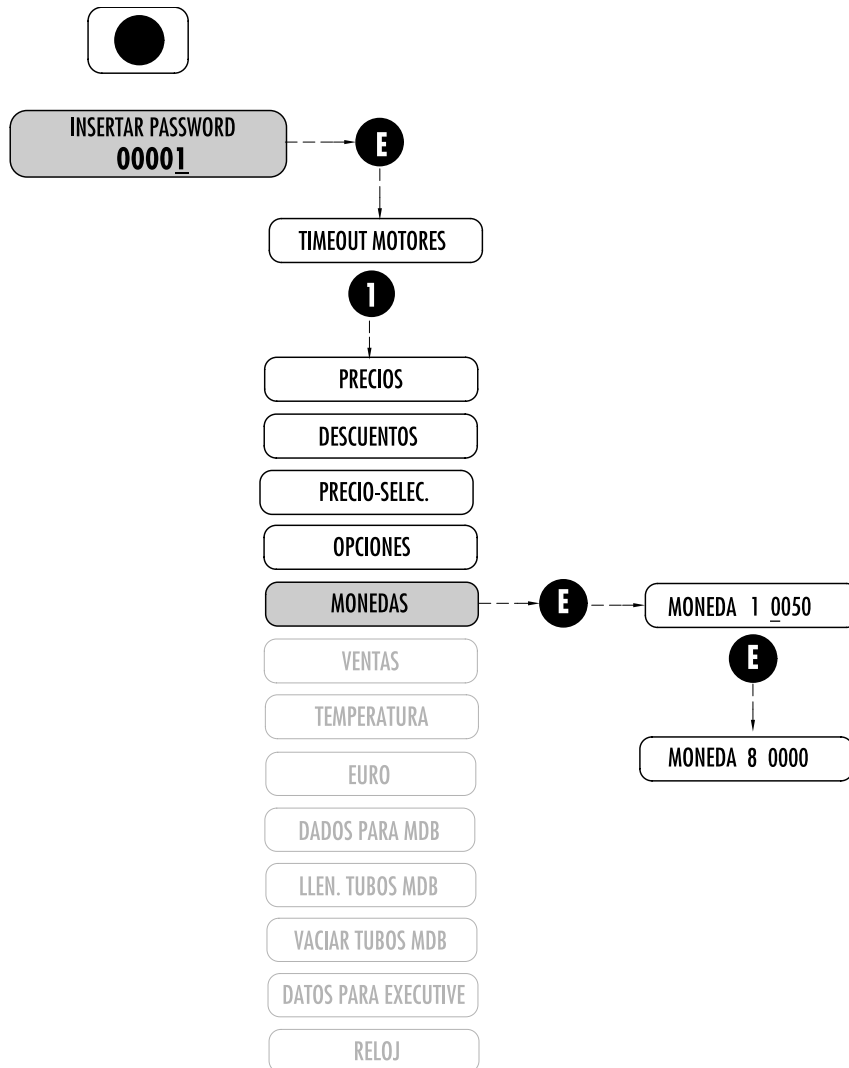 INSERTAR PASSWORD
00001
E
TIMEOUT MOTORES
1
PRECIOS
DESCUENTOS
PRECIO-SELEC.
OPCIONES
MONEDAS
E
MONEDA 1 0050
E
MONEDA 8 0000
VENTAS
TEMPERATURA
EURO
DADOS PARA MDB
LLEN. TUBOS MDB
VACIAR TUBOS MDB
DATOS PARA EXECUTIVE
RELOJ